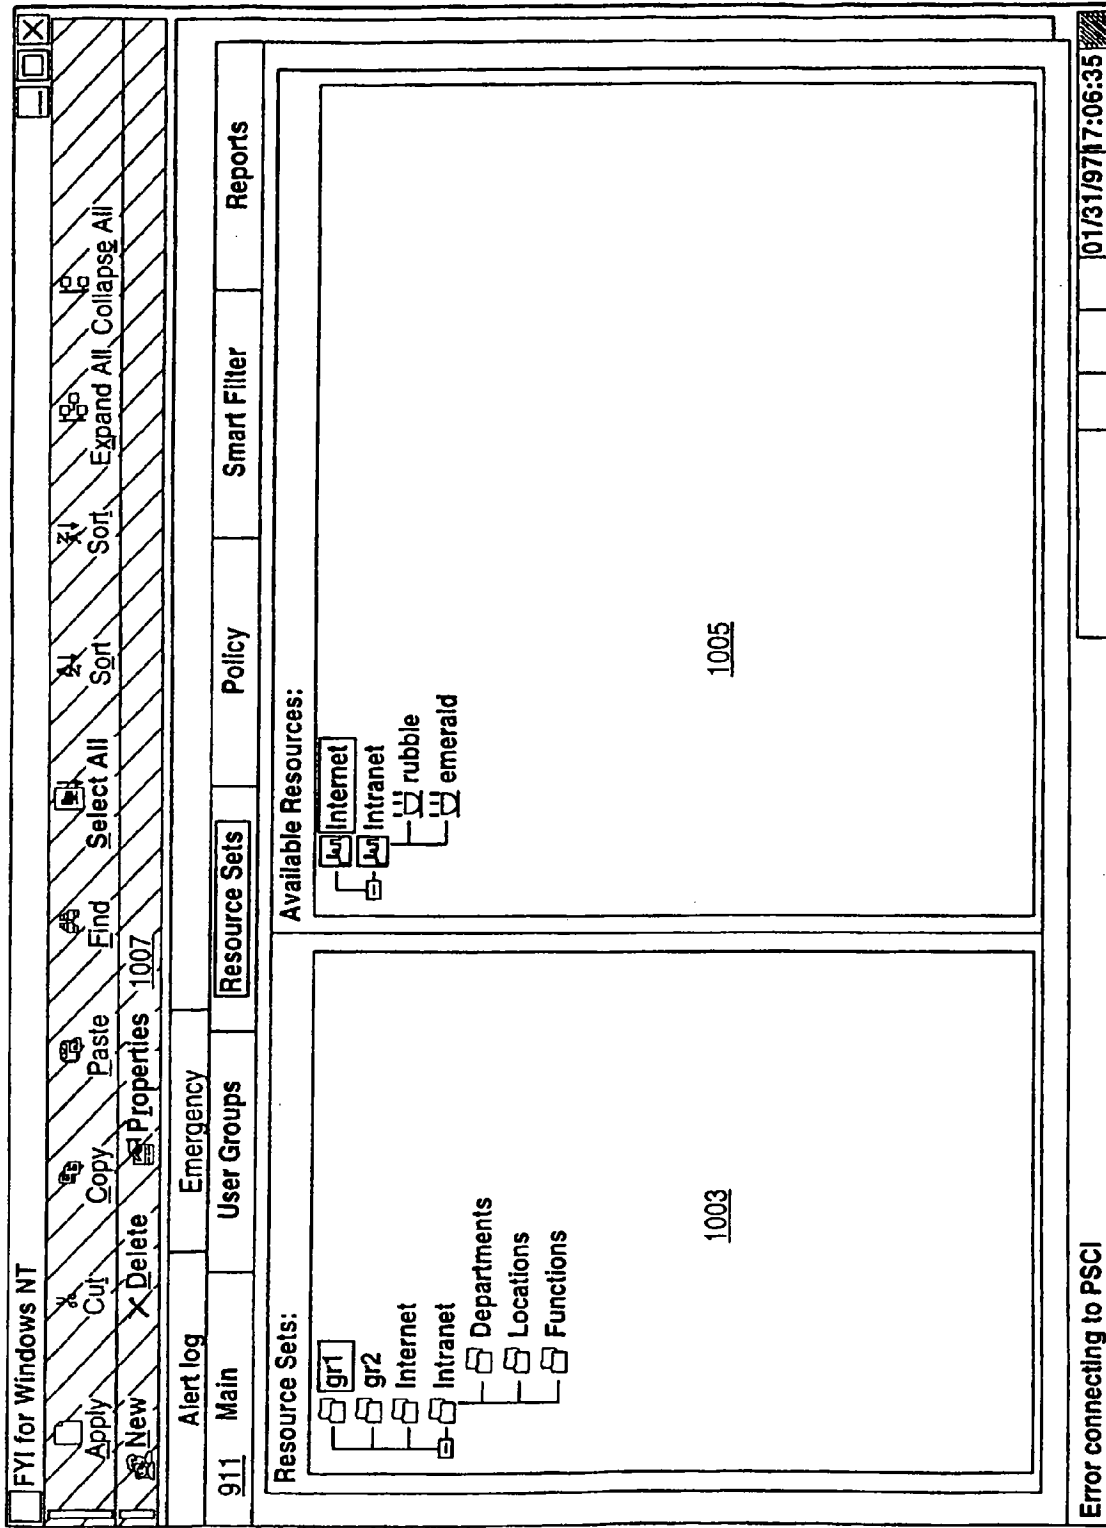 FYI for Windows NT
Apply Cut Copy Paste Find Select All Sort Sort Expand All Collapse All
New Delete Properties 1007
Alert log Emergency
911 Main User Groups Resource Sets Policy Smart Filter Reports
Resource Sets:
gr1
gr2
Internet
Intranet
Departments
Locations
Functions
1003
Available Resources:
Internet
Intranet
rubble
emerald
1005
Error connecting to PSCI 01/31/97 17:06:35